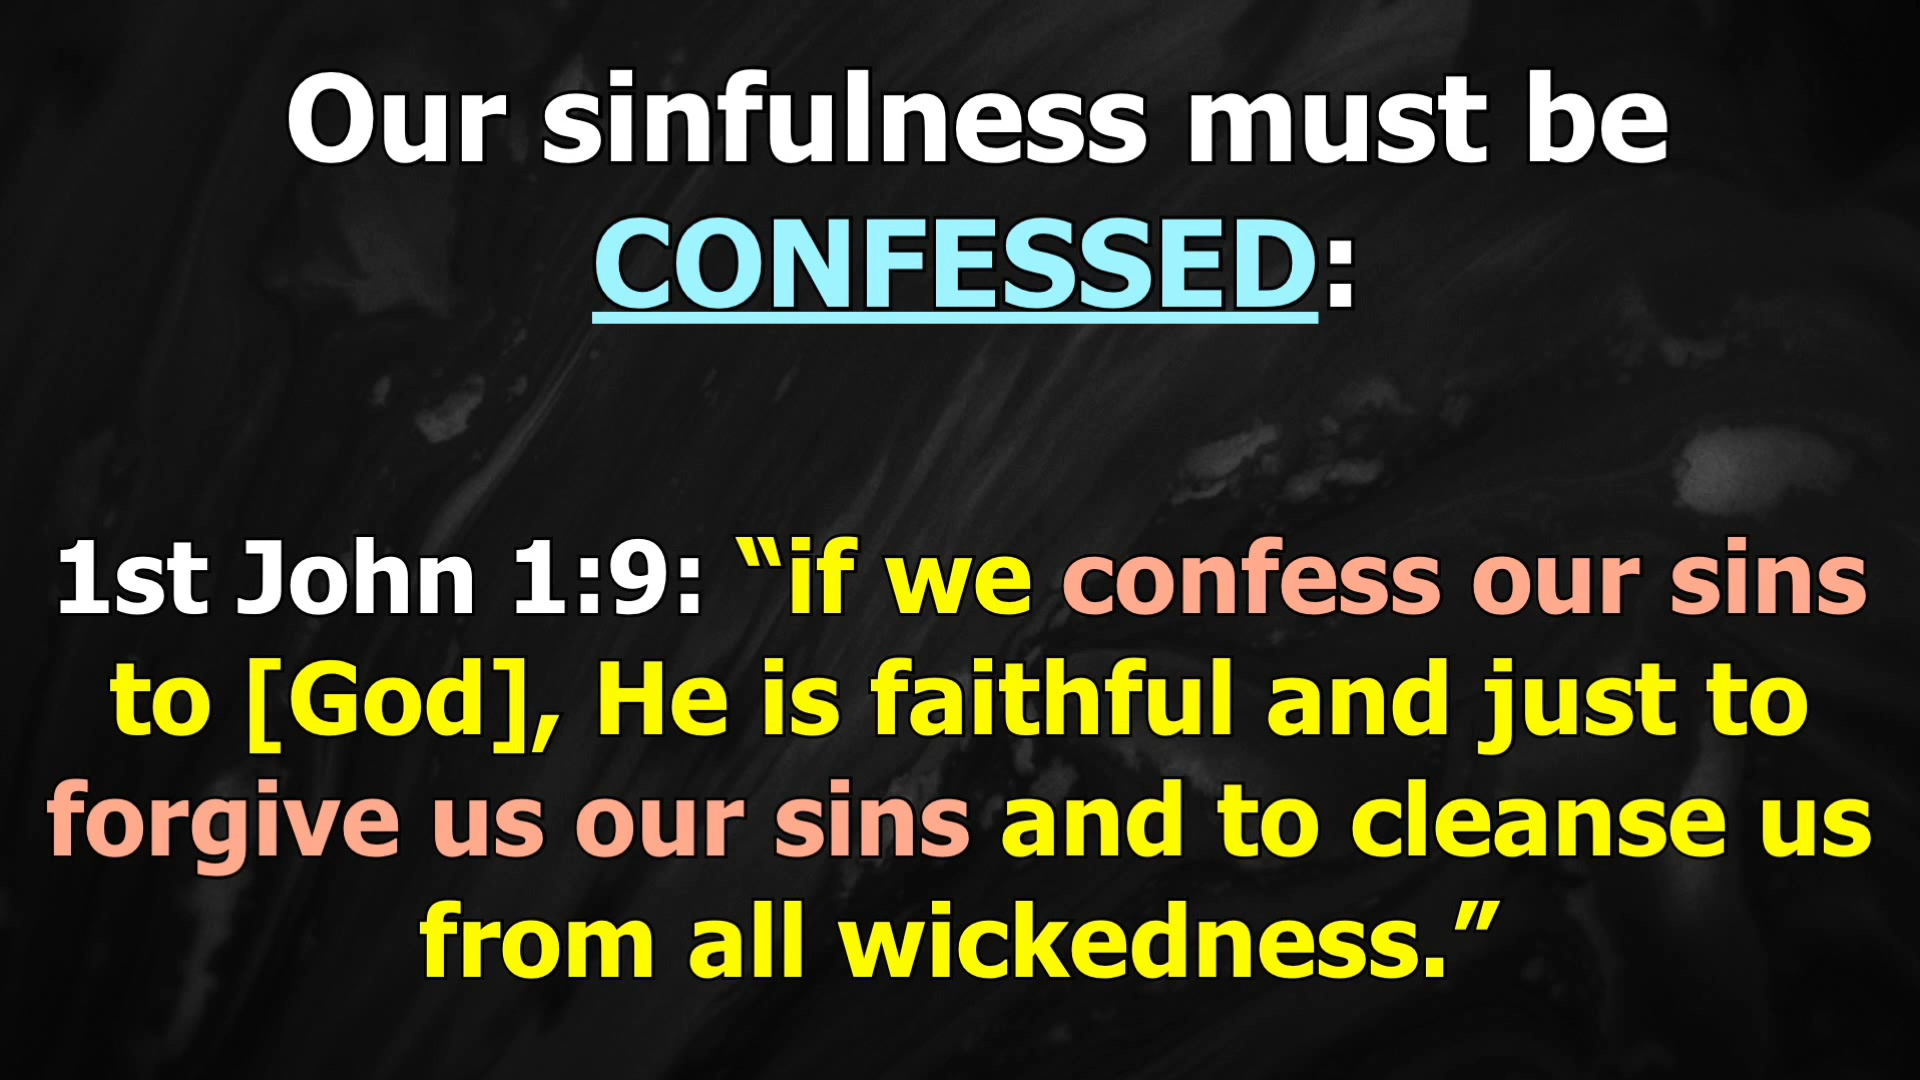 Our sinfulness must be
CONFESSED:
1st John 1:9: “if we confess our sins
to [God], He is faithful and just to
forgive us our sins and to cleanse us
from all wickedness.”